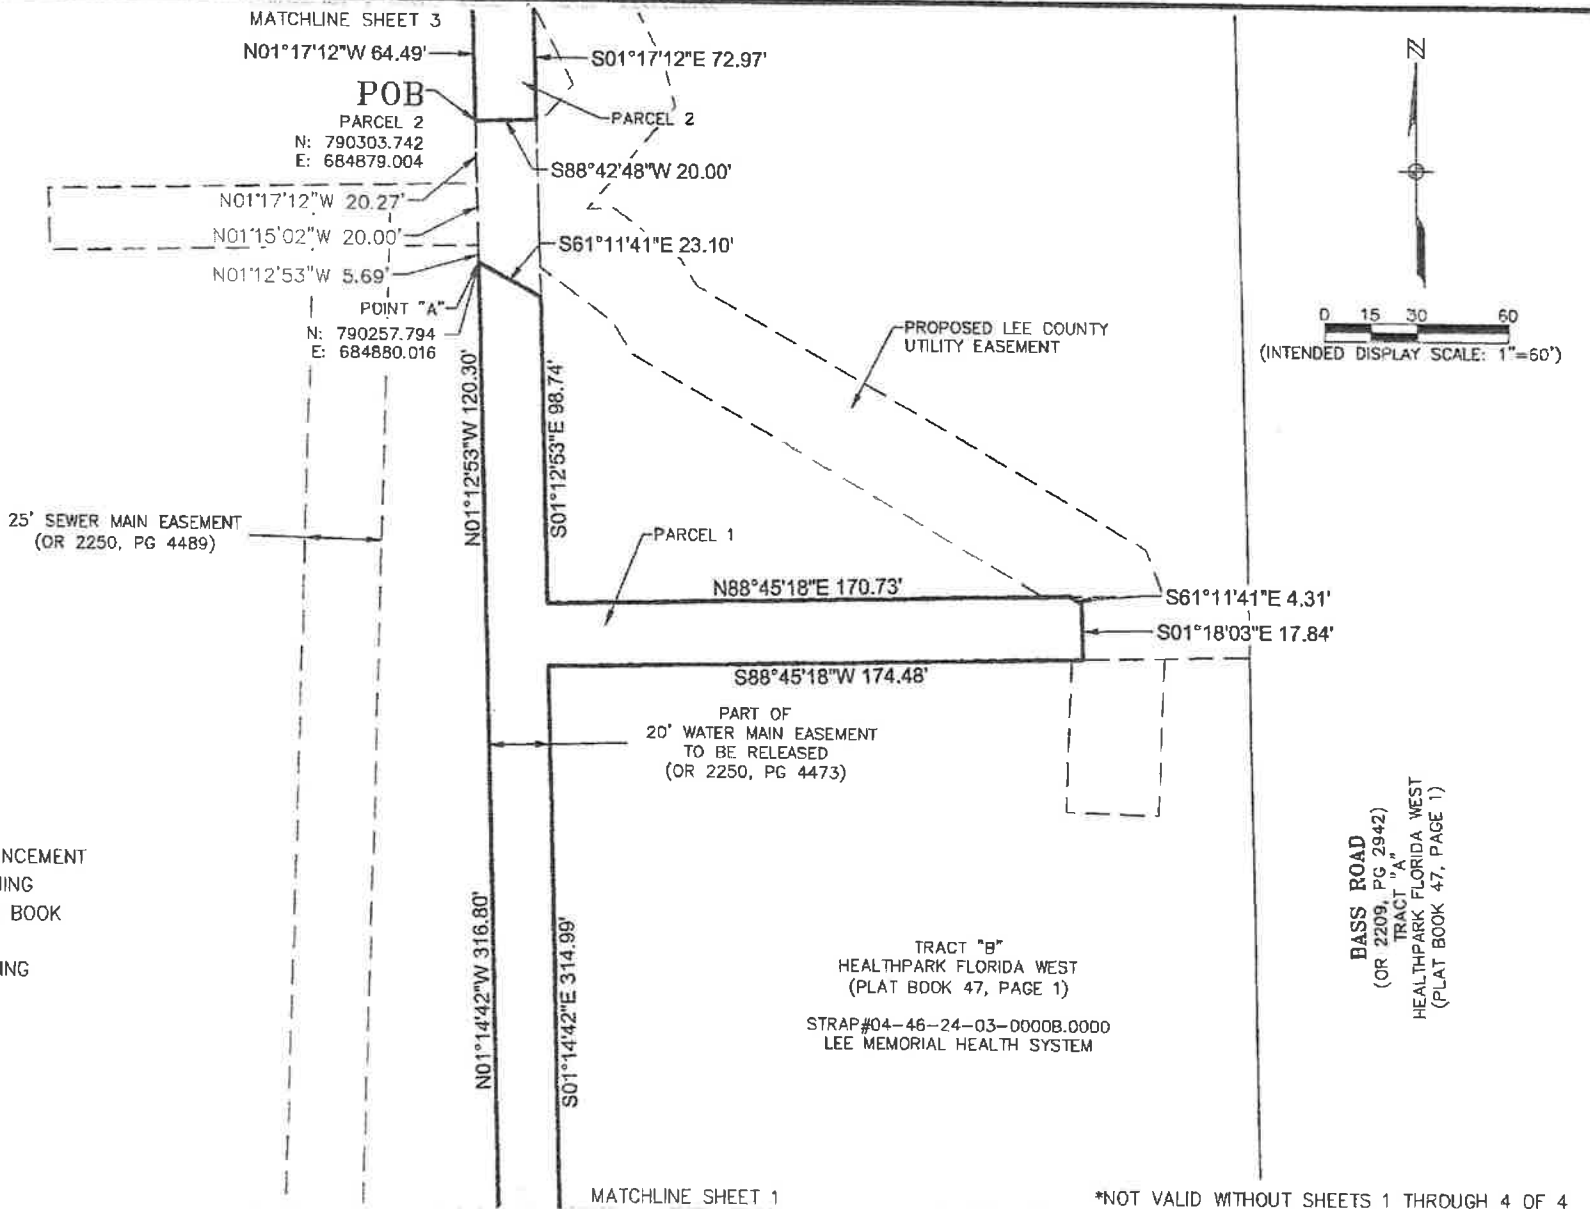 MATCHLINE SHEET 3
N01°17'12"W 64.49'
S01°17'12"E 72.97'
POB
PARCEL 2
N: 790303.742
E: 684879.004
PARCEL 2
S88°42'48"W 20.00'
N01°17'12"W 20.27'
N01°15'02"W 20.00'
S61°11'41"E 23.10'
N01°12'53"W 5.69'
POINT "A"
N: 790257.794
E: 684880.016
N
0 15 30 60
(INTENDED DISPLAY SCALE: 1"=60')
PROPOSED LEE COUNTY
UTILITY EASEMENT
N01°12'53"W 120.30'
S01°12'53"E 98.74'
25' SEWER MAIN EASEMENT
(OR 2250, PG 4489)
PARCEL 1
N88°45'18"E 170.73'
S61°11'41"E 4.31'
S01°18'03"E 17.84'
S88°45'18"W 174.48'
PART OF
20' WATER MAIN EASEMENT
TO BE RELEASED
(OR 2250, PG 4473)
NCEMENT
NING
BOOK
ING
N01°14'42"W 316.80'
S01°14'42"E 314.99'
TRACT "B"
HEALTHPARK FLORIDA WEST
(PLAT BOOK 47, PAGE 1)
STRAP#04-46-24-03-0000B.0000
LEE MEMORIAL HEALTH SYSTEM
BASS ROAD
(OR 2209, PG 2942)
TRACT "A"
HEALTHPARK FLORIDA WEST
(PLAT BOOK 47, PAGE 1)
MATCHLINE SHEET 1
*NOT VALID WITHOUT SHEETS 1 THROUGH 4 OF 4